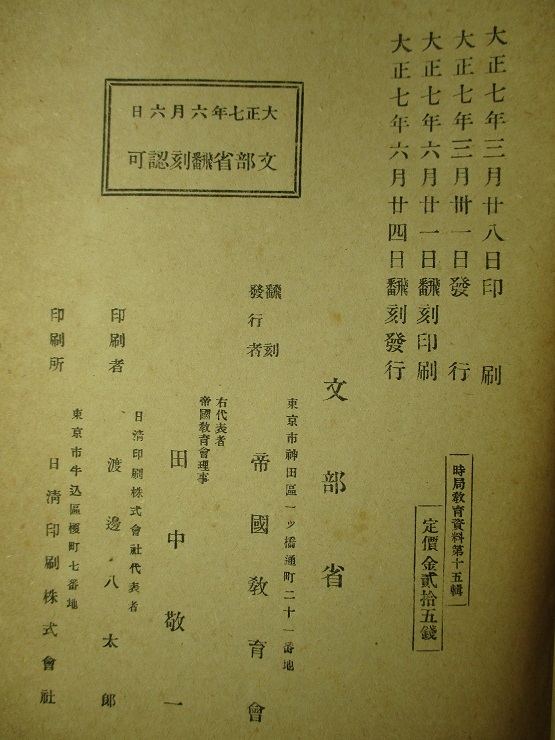 大正七年三月廿八日印刷
大正七年三月卅一日發行
大正七年六月廿一日飜刻印刷
大正七年六月廿四日飜刻發行
時局敎育資料第十五輯
定價金貳拾五錢
大正七年六月六日
文部省飜刻認可
文部省
東京市神田區一ッ橋通町二十一番地
飜刻發行者
帝國敎育會
右代表者
帝國敎育會理事
田中敬一
日淸印刷株式會社代表者
印刷者
渡邊八太郎
東京市牛込區榎町七番地
印刷所
日淸印刷株式會社